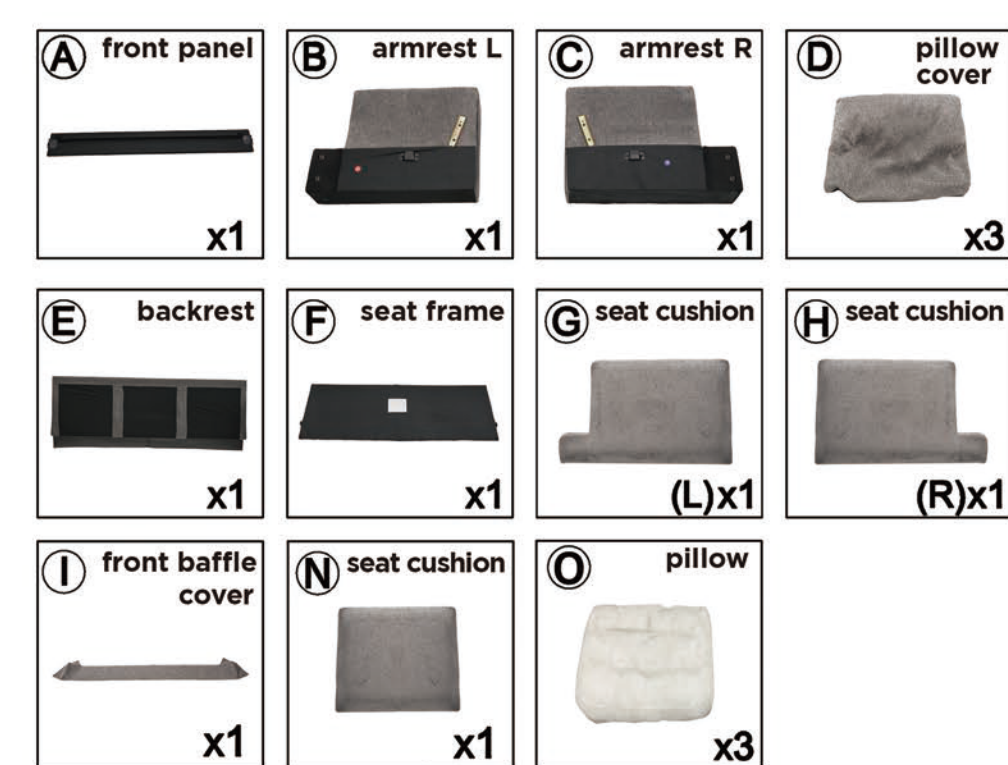 A front panel
x1
B armrest L
x1
C armrest R
x1
D pillow
cover
x3
E backrest
x1
F seat frame
x1
G seat cushion
(L)x1
H seat cushion
(R)x1
I front baffle
cover
x1
N seat cushion
x1
O pillow
x3